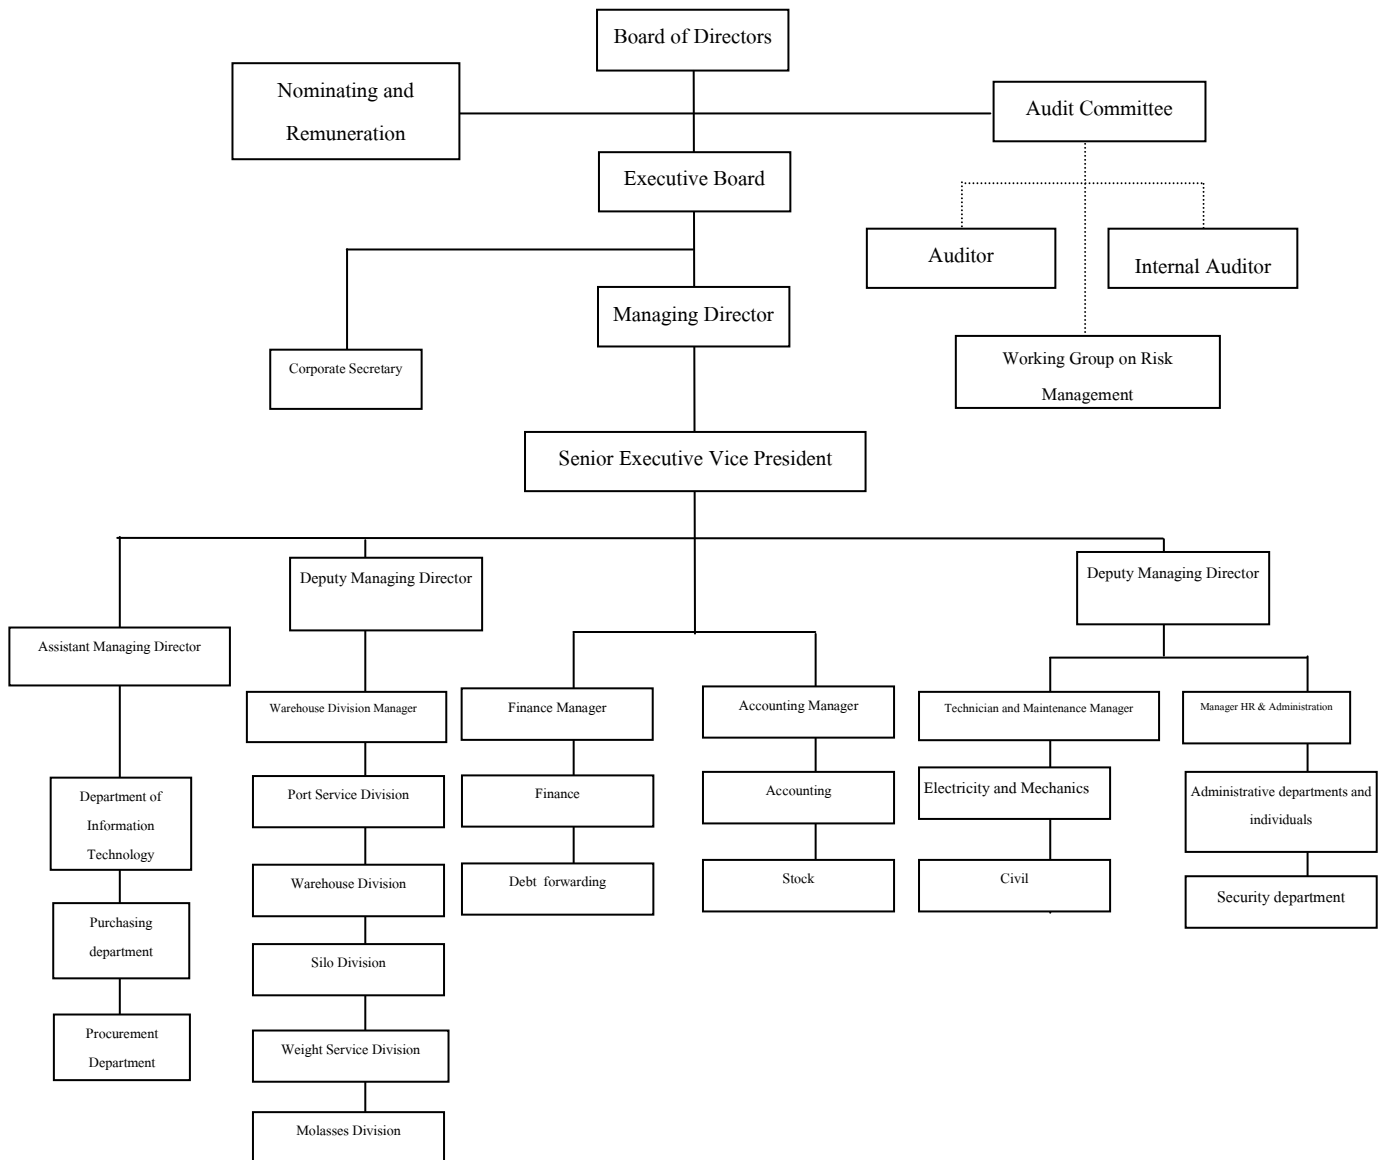 Board of Directors
Nominating and
Remuneration
Audit Committee
Executive Board
Auditor
Internal Auditor
Managing Director
Corporate Secretary
Working Group on Risk
Management
Senior Executive Vice President
Deputy Managing Director
Deputy Managing Director
Assistant Managing Director
Warehouse Division Manager
Finance Manager
Accounting Manager
Technician and Maintenance Manager
Manager HR & Administration
Department of
Information
Technology
Port Service Division
Finance
Accounting
Electricity and Mechanics
Administrative departments and
individuals
Warehouse Division
Debt forwarding
Stock
Civil
Security department
Purchasing
department
Silo Division
Procurement
Department
Weight Service Division
Molasses Division